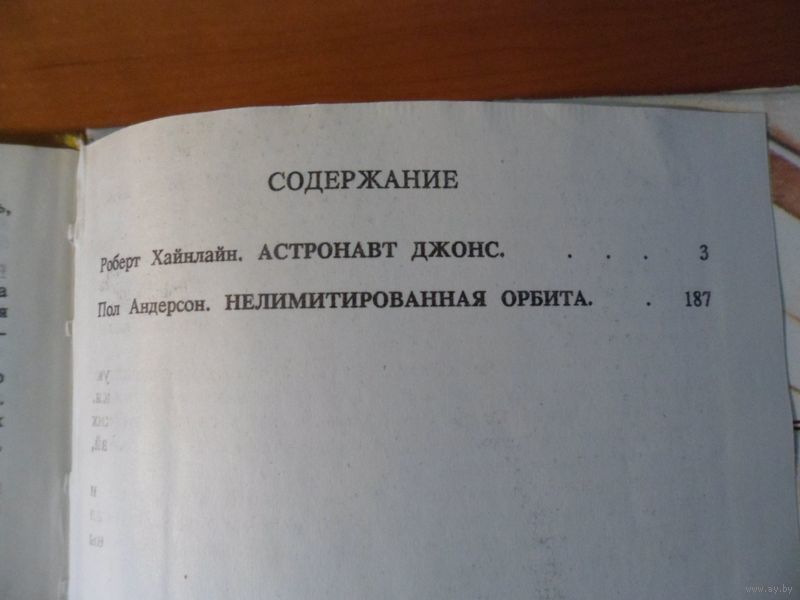 СОДЕРЖАНИЕ
Роберт Хайнлайн. АСТРОНАВТ ДЖОНС. . . . 3
Пол Андерсон. НЕЛИМИТИРОВАННАЯ ОРБИТА. . 187
www.ay.by